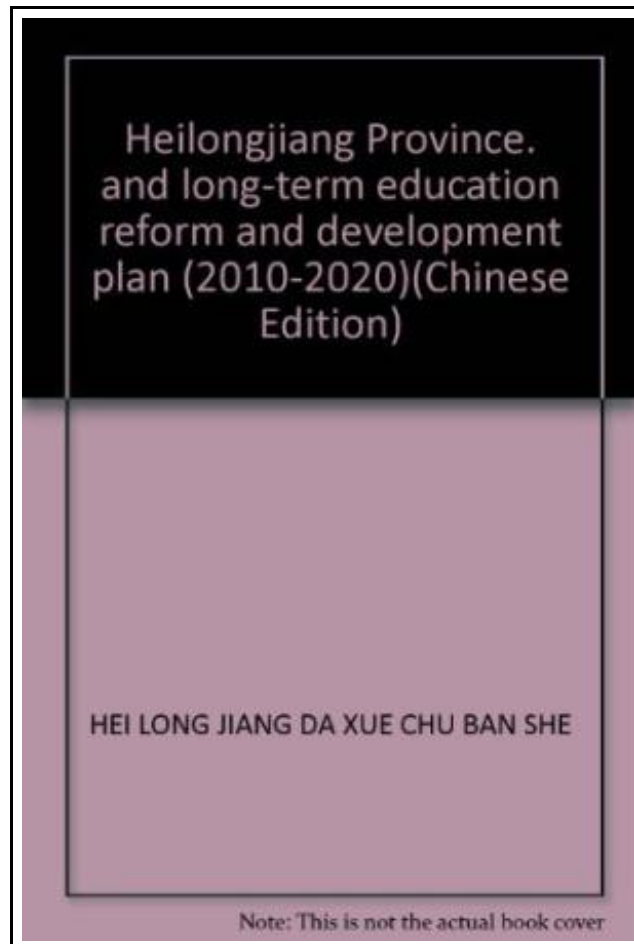 Heilongjiang Province.
and long-term education
reform and development
plan (2010-2020)(Chinese
Edition)
HEI LONG JIANG DA XUE CHU BAN SHE
Note: This is not the actual book cover